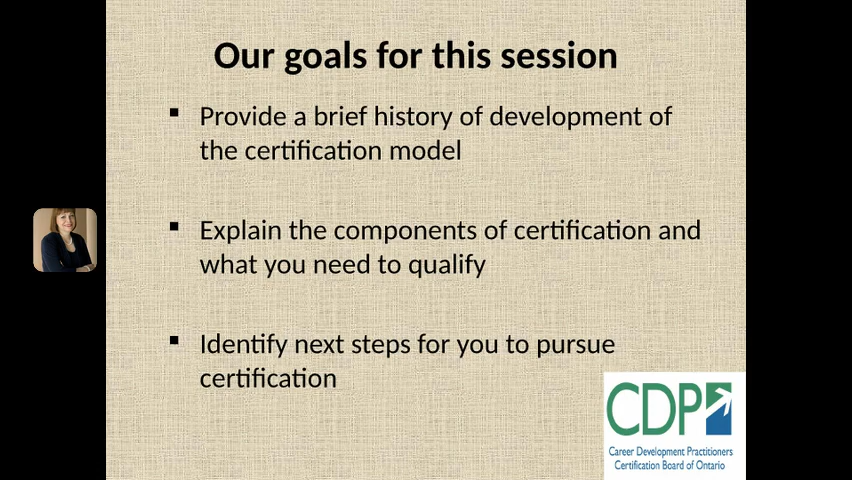 Our goals for this session
▪ Provide a brief history of development of
the certification model
▪ Explain the components of certification and
what you need to qualify
▪ Identify next steps for you to pursue
certification
CDP
Career Development Practitioners
Certification Board of Ontario